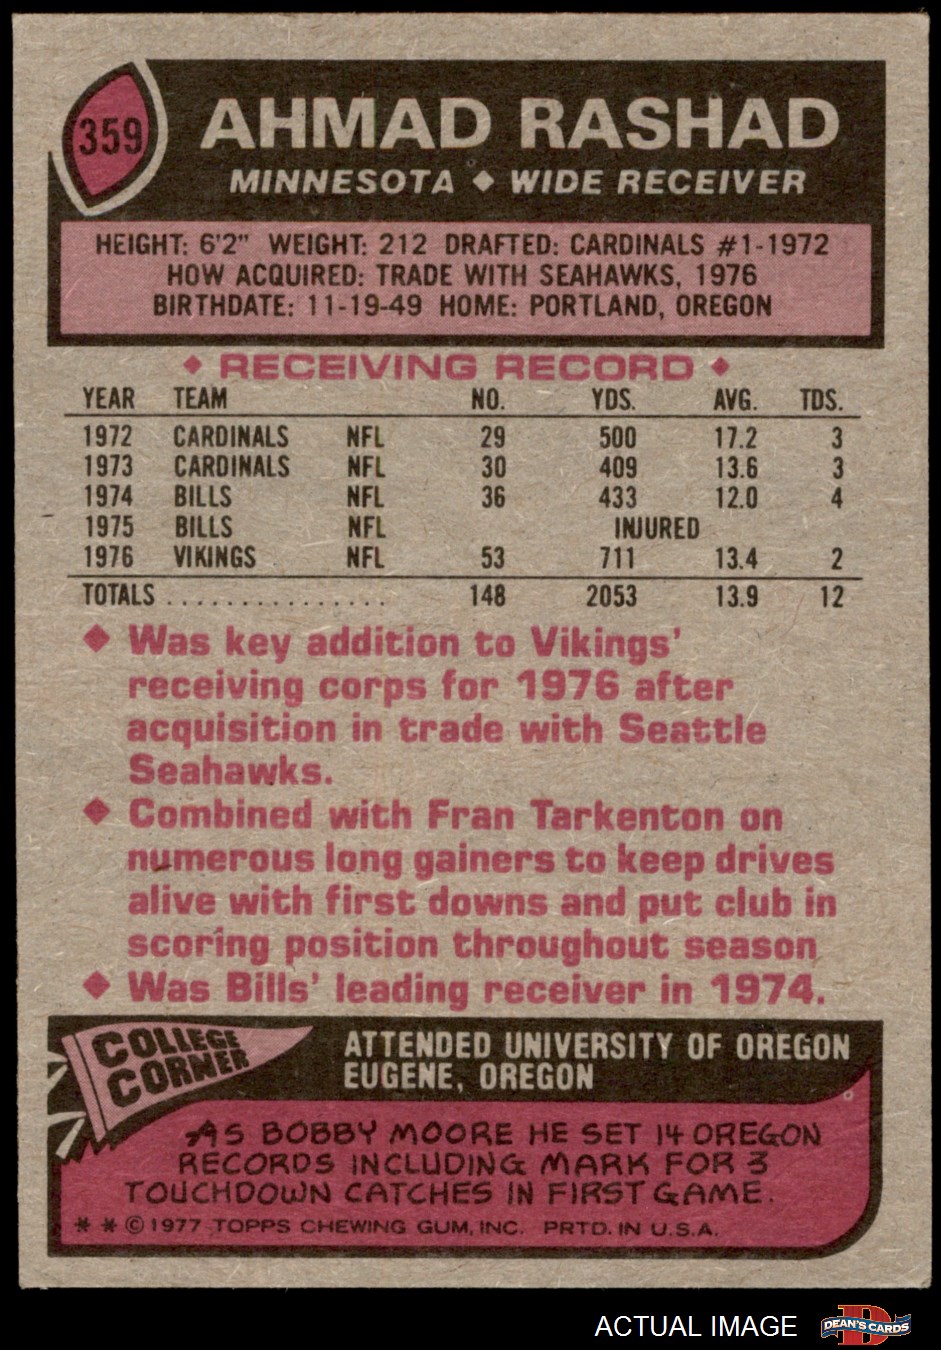 359
AHMAD RASHAD
MINNESOTA ◆ WIDE RECEIVER
HEIGHT: 6'2" WEIGHT: 212 DRAFTED: CARDINALS #1-1972
HOW ACQUIRED: TRADE WITH SEAHAWKS, 1976
BIRTHDATE: 11-19-49 HOME: PORTLAND, OREGON
◆ RECEIVING RECORD ◆
YEAR TEAM NO. YDS. AVG. TDS.
1972 CARDINALS NFL 29 500 17.2 3
1973 CARDINALS NFL 30 409 13.6 3
1974 BILLS NFL 36 433 12.0 4
1975 BILLS NFL INJURED
1976 VIKINGS NFL 53 711 13.4 2
TOTALS ............... 148 2053 13.9 12
◆ Was key addition to Vikings'
receiving corps for 1976 after
acquisition in trade with Seattle
Seahawks.
◆ Combined with Fran Tarkenton on
numerous long gainers to keep drives
alive with first downs and put club in
scoring position throughout season
◆ Was Bills' leading receiver in 1974.
COLLEGE
CORNER
ATTENDED UNIVERSITY OF OREGON
EUGENE, OREGON
AS BOBBY MOORE HE SET 14 OREGON
RECORDS INCLUDING MARK FOR 3
TOUCHDOWN CATCHES IN FIRST GAME.
* * © 1977 TOPPS CHEWING GUM, INC. PRTD. IN U.S.A.
ACTUAL IMAGE
D
DEAN'S CARDS